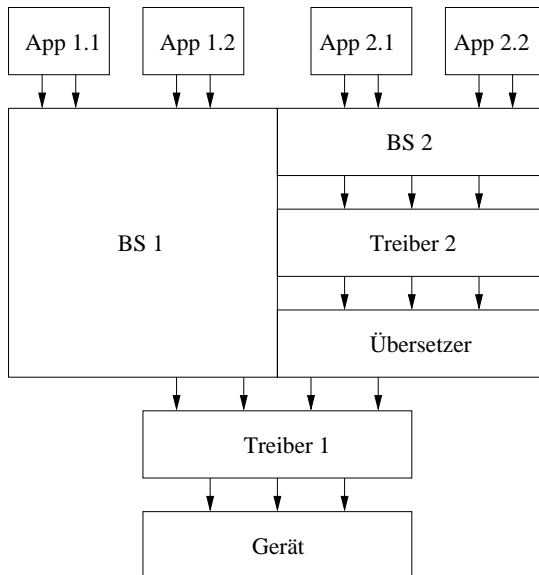 App 1.1
App 1.2
App 2.1
App 2.2
BS 2
BS 1
Treiber 2
Übersetzer
Treiber 1
Gerät